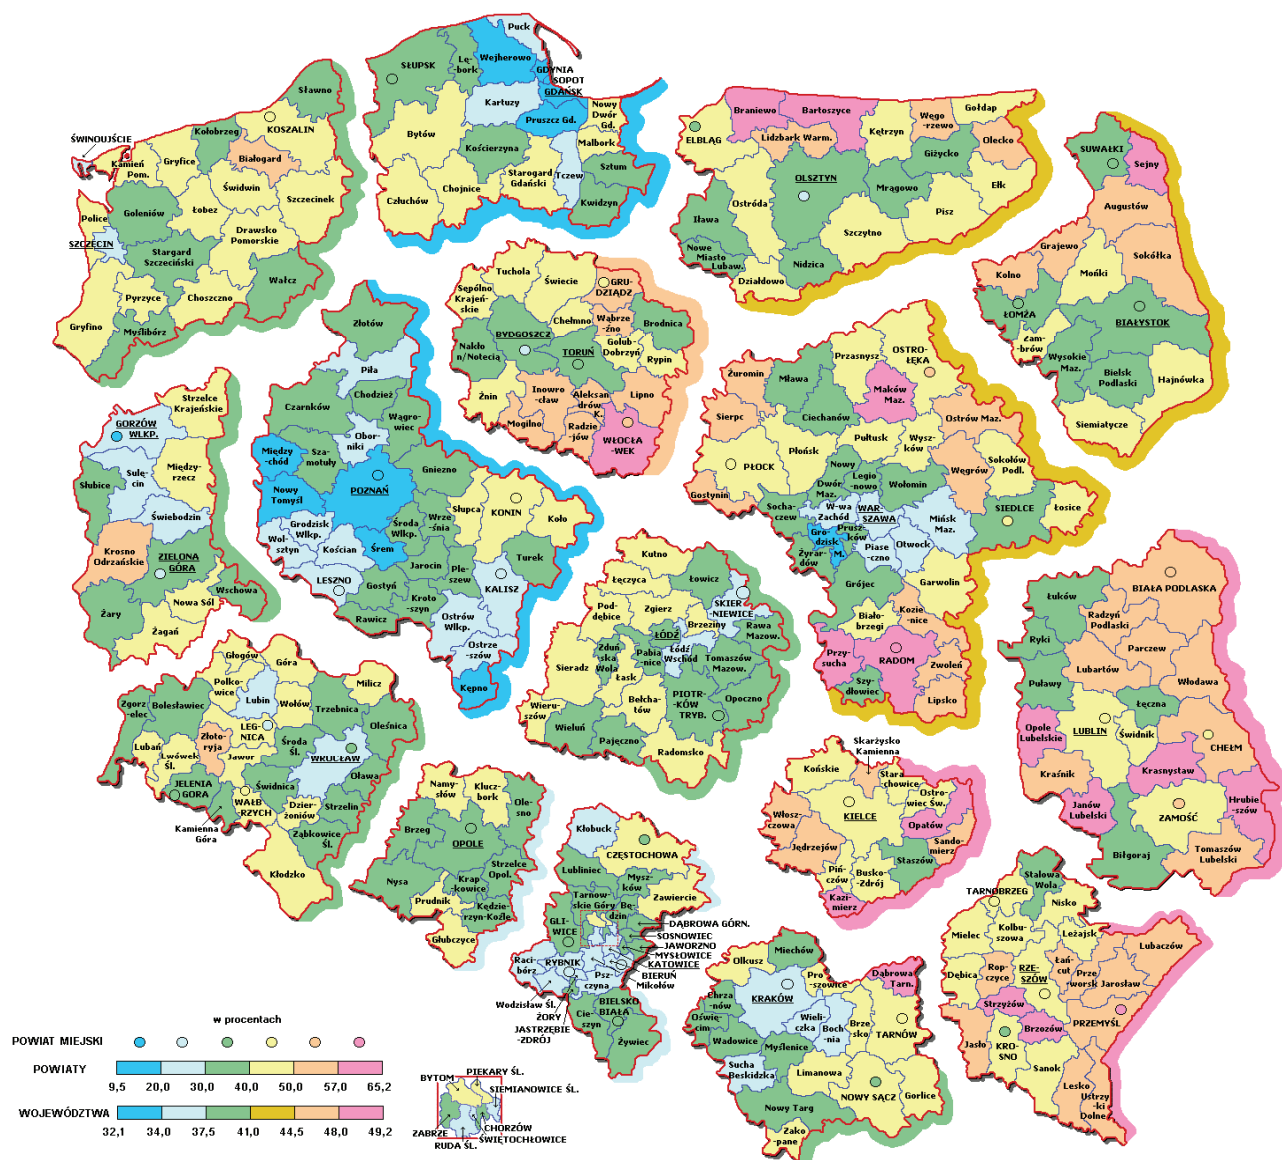 Puck
SŁUPSK
Lę-
bork
Wejherowo
GDYNIA
SOPOT
GDAŃSK
Kartuzy
Pruszcz Gd.
Nowy
Dwór
Gd.
Bytów
Kościerzyna
Malbork
Starogard
Gdański
Tczew
Sztum
Chojnice
Człuchów
Kwidzyn
Sławno
KOSZALIN
Kołobrzeg
ŚWINOUJŚCIE
Kamień
Pom.
Gryfice
Białogard
Świdwin
Szczecinek
Police
Goleniów
Łobez
Drawsko
Pomorskie
SZCZECIN
Stargard
Szczeciński
Wałcz
Pyrzyce
Choszczno
Gryfino
Myślibórz
Braniewo
Bartoszyce
Gołdap
Węgo-
rzewo
ELBLĄG
Lidzbark Warm.
Kętrzyn
Olecko
Giżycko
OLSZTYN
Mrągowo
Ełk
Ostróda
Pisz
Iława
Szczytno
Nowe
Miasto
Lubaw.
Nidzica
Działdowo
SUWAŁKI
Sejny
Augustów
Grajewo
Sokółka
Kolno
Mońki
ŁOMŻA
BIAŁYSTOK
Zam-
brów
Wysokie
Maz.
Bielsk
Podlaski
Hajnówka
Siemiatycze
Tuchola
Świecie
Sępolno
Krajeń-
skie
GRU-
DZIĄDZ
Chełmno
Wąbrze-
źno
Brodnica
BYDGOSZCZ
Nakło
n/Notecią
TORUŃ
Golub-
Dobrzyń
Rypin
Żnin
Inowro-
cław
Aleksan-
drów
K.
Lipno
Mogilno
Radzie-
jów
WŁOCŁA-
WEK
Złotów
Piła
Chodzież
Czarnków
Wągro-
wiec
Obor-
niki
Między-
chód
Sza-
motuły
Gniezno
Nowy
Tomyśl
POZNAŃ
Słupca
KONIN
Koło
Grodzisk
Wlkp.
Środa
Wlkp.
Wrze-
śnia
Wol-
sztyn
Kościan
Śrem
Turek
Jarocin
Ple-
szew
LESZNO
Gostyń
KALISZ
Kroto-
szyn
Rawicz
Ostrów
Wlkp.
Ostrze-
szów
Kępno
Strzelce
Krajeńskie
GORZÓW
WLKP.
Między-
rzecz
Sulę-
cin
Słubice
Świebodzin
Krosno
Odrzańskie
ZIELONA
GÓRA
Wschowa
Nowa Sól
Żary
Żagań
Przasnysz
OSTRO-
ŁĘKA
Żuromin
Mława
Maków
Maz.
Ciechanów
Ostrów Maz.
Sierpc
Pułtusk
Wysz-
ków
PŁOCK
Płońsk
Węgrów
Sokołów
Podl.
Nowy
Dwór
Maz.
Legio-
nowo
Wołomin
Gostynin
Socha-
czew
W-wa
Zachód
WAR-
SZAWA
Mińsk
Maz.
SIEDLCE
Łosice
Gro-
dzisk
M.
Prusz-
ków
Otwock
Piase-
czno
Żyrar-
dów
Grójec
Garwolin
Biało-
brzegi
Kozie-
nice
Przy-
sucha
RADOM
Zwoleń
Szy-
dłowiec
Lipsko
Kutno
Łęczyca
Łowicz
SKIER-
NIEWICE
Pod-
dębice
Zgierz
Brzeziny
Rawa
Mazow.
ŁÓDŹ
Łódź
Wschód
Zduń-
ska
Wola
Pabia-
nice
Sieradz
Łask
Tomaszów
Mazow.
Bełcha-
tów
PIOTR-
KÓW
TRYB.
Opoczno
Wieru-
szów
Wieluń
Pajęczno
Radomsko
Łuków
BIAŁA PODLASKA
Radzyń
Podlaski
Ryki
Parczew
Lubartów
Puławy
Włodawa
Łęczna
LUBLIN
Świdnik
Opole
Lubelskie
CHEŁM
Krasnystaw
Kraśnik
Hrubie-
szów
Janów
Lubelski
ZAMOŚĆ
Biłgoraj
Tomaszów
Lubelski
Głogów
Góra
Polko-
wice
Lubin
Milicz
Wołów
Zgorz-
elec
Bolesławiec
Trzebnica
LEG-
NICA
Oleśnica
Złoto-
ryja
Lubań
Lwówek
Śl.
Jawor
Środa
Śl.
WROCŁAW
Oława
JELENIA
GÓRA
Świdnica
WAŁB-
RZYCH
Dzier-
żoniów
Strzelin
Kamienna
Góra
Ząbkowice
Śl.
Kłodzko
Namy-
słów
Klucz-
bork
Ole-
sno
Brzeg
OPOLE
Strzelce
Opol.
Nysa
Krap-
kowice
Prudnik
Kędzie-
rzyn-Koźle
Głubczyce
Kłobuck
CZĘSTOCHOWA
Lubliniec
Mysz-
ków
Tarnow-
skie Góry
Bę-
dzin
Zawiercie
GLI-
WICE
DĄBROWA GÓRN.
SOSNOWIEC
JAWORZNO
MYSŁOWICE
KATOWICE
BIERUŃ
Mikołów
Raci-
bórz
RYBNIK
Psz-
czyna
Wodzisław Śl.
ŻORY
JASTRZĘBIE
-ZDRÓJ
BIELSKO
BIAŁA
Cie-
szyn
Żywiec
Skarżysko
Kamienna
Końskie
Stara
chowice
Ostro-
wiec Św.
KIELCE
Włosz-
czowa
Opatów
Jędrzejów
Sando-
mierz
Staszów
Piń-
czów
Busko-
Zdrój
Kazi-
mierz
Miechów
Olkusz
Pro-
szowice
Dąbrowa
Tarn.
Chrza-
nów
KRAKÓW
Oświę-
cim
Wieli-
czka
Boch
-nia
Brze-
sko
TARNÓW
Wadowice
Myślenice
Sucha
Beskidzka
Limanowa
NOWY SĄCZ
Gorlice
Nowy Targ
Zako-
pane
Stalowa
Wola
TARNOBRZEG
Nisko
Kolbu-
szowa
Mielec
Leżajsk
Lubaczów
Dębica
Rop-
czyce
RZE-
SZÓW
Łań-
cut
Prze-
worsk
Jarosław
Strzyżów
Brzozów
PRZEMYŚL
Jasło
KRO-
SNO
Sanok
Lesko
Ustrzy-
ki
Dolne
w procentach
POWIAT MIEJSKI
POWIATY
9,5 20,0 30,0 40,0 50,0 57,0 65,2
WOJEWÓDZTWA
32,1 34,0 37,5 41,0 44,5 48,0 49,2
PIEKARY ŚL.
BYTOM
SIEMIANOWICE ŚL.
ZABRZE
CHORZÓW
ŚWIĘTOCHŁOWICE
RUDA ŚL.